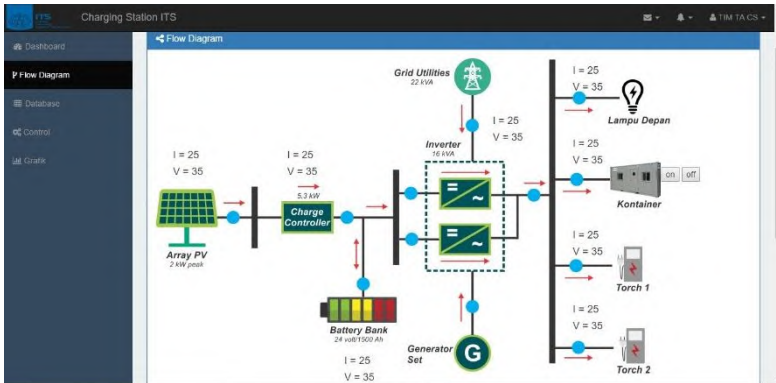 ITS
Charging Station ITS
TIM TA CS
Dashboard
Flow Diagram
Database
Control
Grafik
Flow Diagram
Grid Utilities
22 kVA
I = 25
V = 35
Inverter
16 kVA
I = 25
V = 35
Array PV
2 kW peak
I = 25
V = 35
5,3 kW
Charge
Controller
Battery Bank
24 volt/1500 Ah
I = 25
V = 35
Generator
Set
G
I = 25
V = 35
Lampu Depan
I = 25
V = 35
on off
Kontainer
I = 25
V = 35
Torch 1
I = 25
V = 35
Torch 2